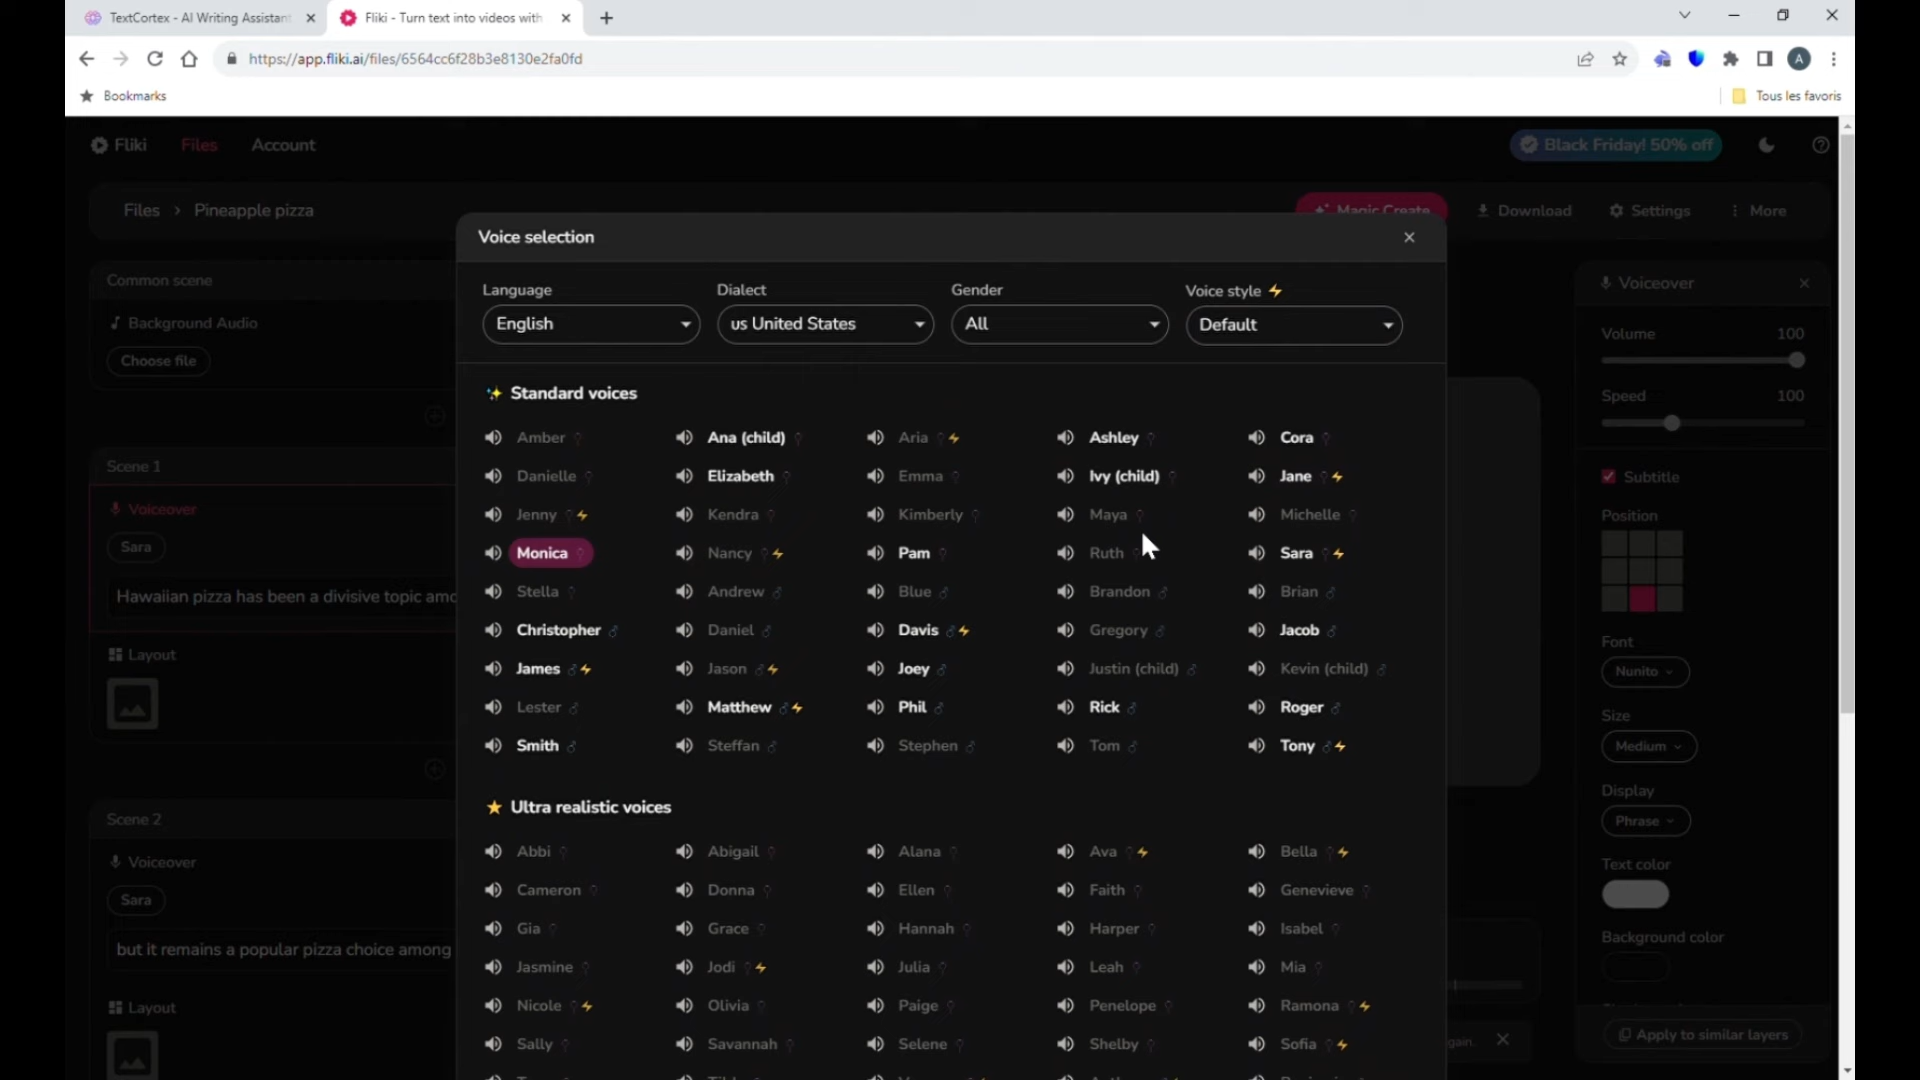 TextCortex - AI Writing Assistant
Fliki - Turn text into videos with
https://app.fliki.ai/files/6564cc6f28b3e8130e2fa0fd
A
Bookmarks
Tous les favoris
Fliki Files Account
Black Friday! 50% off
Files > Pineapple pizza
Magic Create Download Settings More
Voice selection
Language Dialect Gender Voice style
English us United States All Default
Common scene
Background Audio
Choose file
Scene 1
Voiceover
Sara
Hawaiian pizza has been a divisive topic amo
Layout
Scene 2
Voiceover
Sara
but it remains a popular pizza choice among
Layout
Standard voices
Amber Ana (child) Aria Ashley Cora
Danielle Elizabeth Emma Ivy (child) Jane
Jenny Kendra Kimberly Maya Michelle
Monica Nancy Pam Ruth Sara
Stella Andrew Blue Brandon Brian
Christopher Daniel Davis Gregory Jacob
James Jason Joey Justin (child) Kevin (child)
Lester Matthew Phil Rick Roger
Smith Steffan Stephen Tom Tony
Ultra realistic voices
Abbi Abigail Alana Ava Bella
Cameron Donna Ellen Faith Genevieve
Gia Grace Hannah Harper Isabel
Jasmine Jodi Julia Leah Mia
Nicole Olivia Paige Penelope Ramona
Sally Savannah Selene Shelby Sofia
Voiceover
Volume 100
Speed 100
Subtitle
Position
Font
Nunito
Size
Medium
Display
Phrase
Text color
Background color
gain.
Apply to similar layers